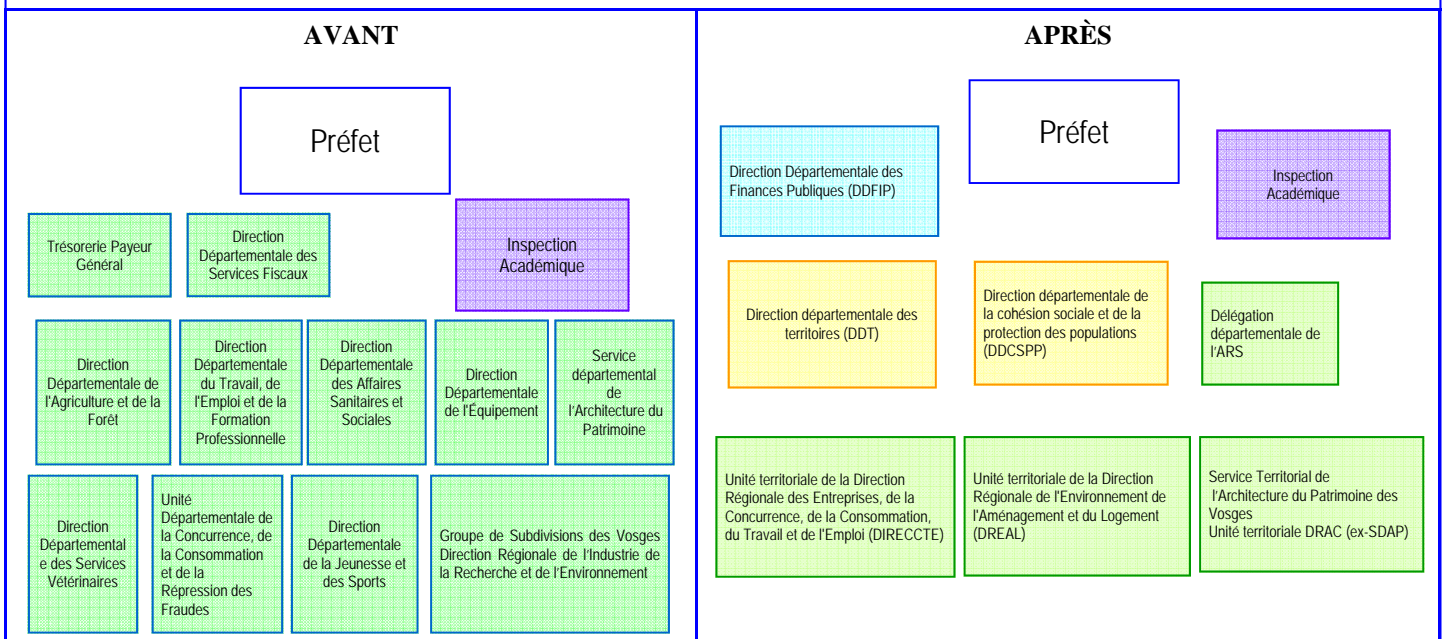 AVANT
Préfet
Trésorerie Payeur
Général
Direction
Départementale des
Services Fiscaux
Inspection
Académique
Direction
Départementale de
l'Agriculture et de la
Forêt
Direction
Départementale
du Travail, de
l'Emploi et de la
Formation
Professionnelle
Direction
Départementale
des Affaires
Sanitaires et
Sociales
Direction
Départementale
de l'Équipement
Service
départemental
de
l'Architecture du
Patrimoine
Direction
Départemental
e des Services
Vétérinaires
Unité
Départementale de
la Concurrence, de
la Consommation
et de la
Répression des
Fraudes
Direction
Départementale
de la Jeunesse et
des Sports
Groupe de Subdivisions des Vosges
Direction Régionale de l'Industrie de
la Recherche et de l'Environnement
APRÈS
Direction Départementale des
Finances Publiques (DDFIP)
Préfet
Inspection
Académique
Direction départementale des
territoires (DDT)
Direction départementale de
la cohésion sociale et de la
protection des populations
(DDCSPP)
Délégation
départementale de
l'ARS
Unité territoriale de la Direction
Régionale des Entreprises, de la
Concurrence, de la Consommation,
du Travail et de l'Emploi (DIRECCTE)
Unité territoriale de la Direction
Régionale de l'Environnement de
l'Aménagement et du Logement
(DREAL)
Service Territorial de
l'Architecture du Patrimoine des
Vosges
Unité territoriale DRAC (ex-SDAP)